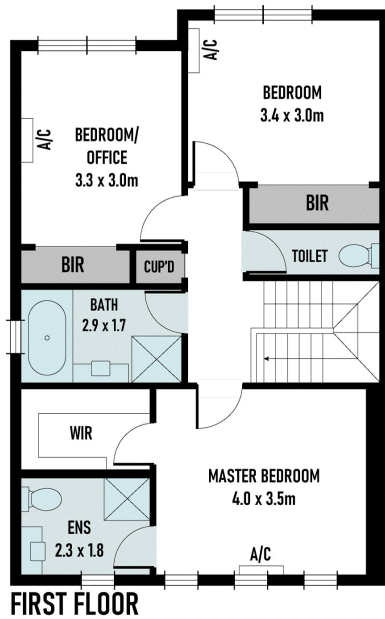 A/C
BEDROOM
3.4 x 3.0m
A/C
BEDROOM/
OFFICE
3.3 x 3.0m
BIR
BIR
CUP'D
TOILET
BATH
2.9 x 1.7
WIR
MASTER BEDROOM
4.0 x 3.5m
ENS
2.3 x 1.8
A/C
FIRST FLOOR